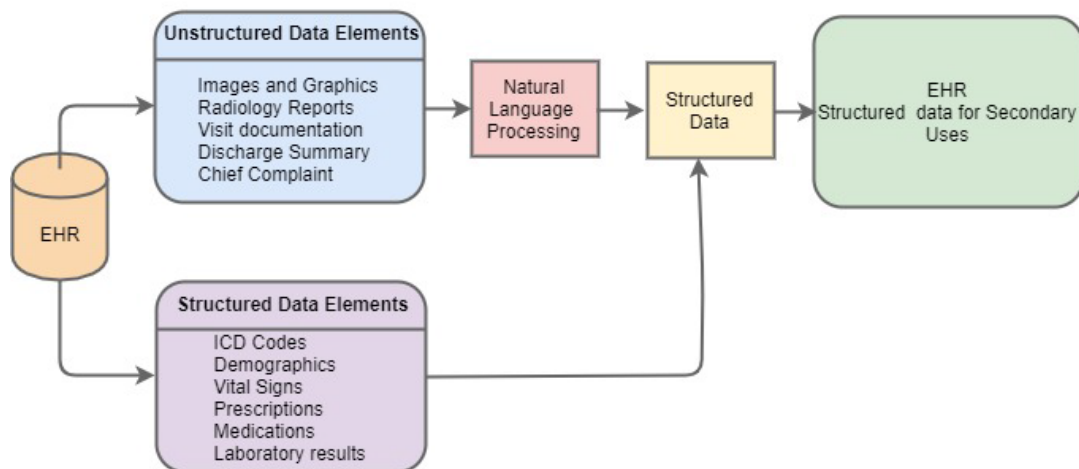 Unstructured Data Elements
Images and Graphics
Radiology Reports
Visit documentation
Discharge Summary
Chief Complaint
Natural
Language
Processing
Structured
Data
EHR
Structured data for Secondary
Uses
EHR
Structured Data Elements
ICD Codes
Demographics
Vital Signs
Prescriptions
Medications
Laboratory results